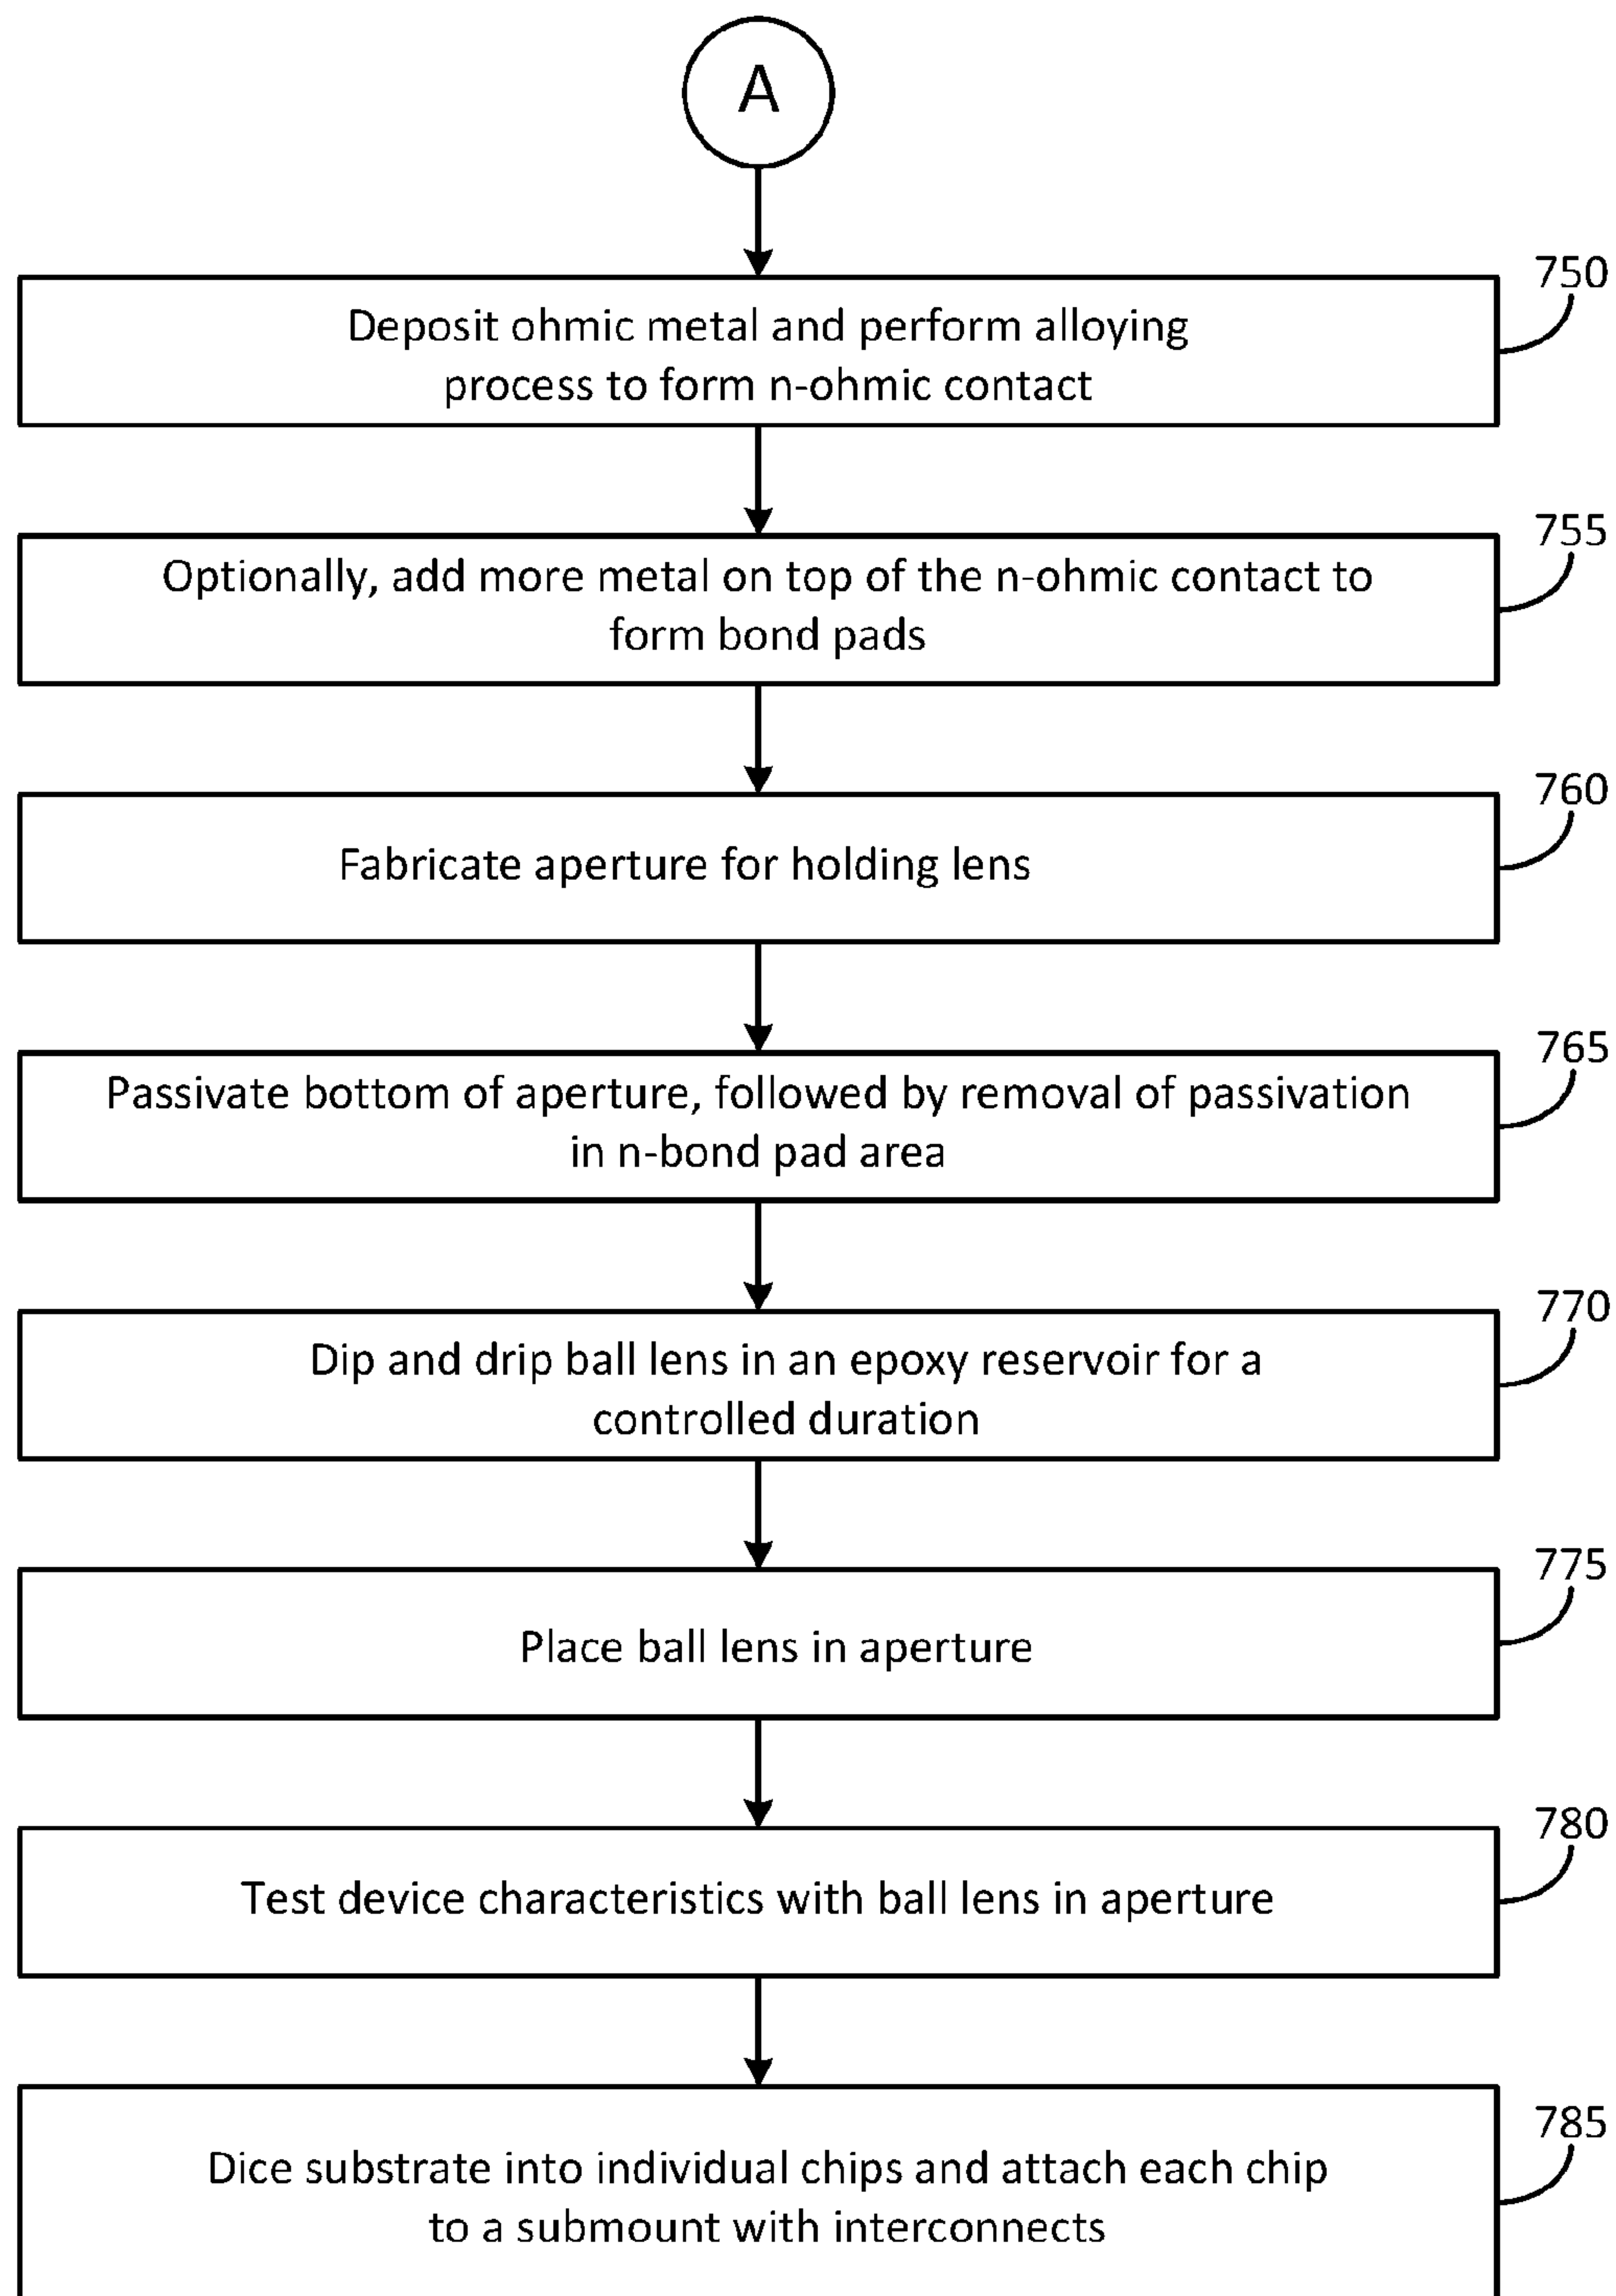 A
750
Deposit ohmic metal and perform alloying
process to form n-ohmic contact
755
Optionally, add more metal on top of the n-ohmic contact to
form bond pads
760
Fabricate aperture for holding lens
765
Passivate bottom of aperture, followed by removal of passivation
in n-bond pad area
770
Dip and drip ball lens in an epoxy reservoir for a
controlled duration
775
Place ball lens in aperture
780
Test device characteristics with ball lens in aperture
785
Dice substrate into individual chips and attach each chip
to a submount with interconnects